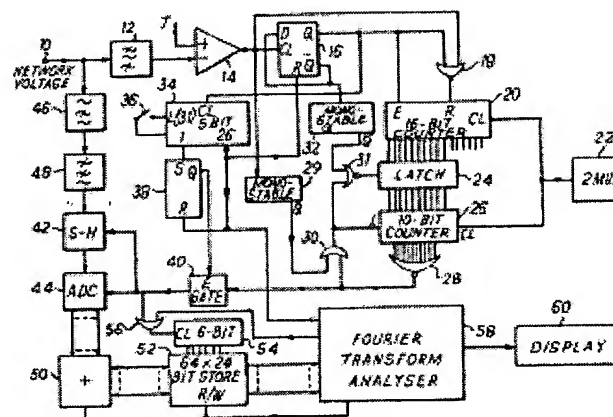 10
NETWORK
VOLTAGE
12
14
D Q
CL
Q
R
16
18
34
36
CL
5 BIT
26
1
S Q
R
38
MONO-
STABLE
32
Q
MONO-
STABLE
29
Q
31
30
E R
16-BIT
COUNTER
CL
20
LATCH
24
10-BIT
COUNTER
CL
28
22
46
48
S-H
42
ADC
44
40
GATE
56
CL 6-BIT
54
52
64 x 24
BIT STORE
R/W
+
50
FOURIER
TRANSFORM
ANALYSER
58
60
DISPLAY